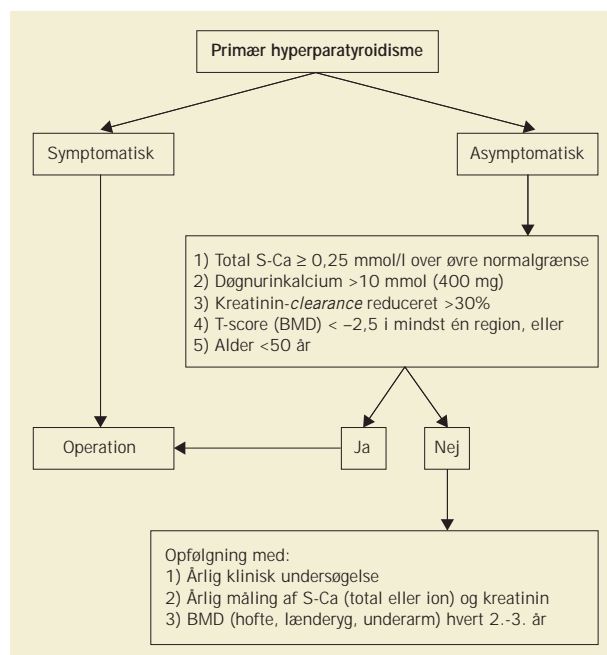 Primær hyperparatyroidisme
Symptomatisk
Asymptomatisk
1) Total S-Ca ≥ 0,25 mmol/l over øvre normalgrænse
2) Døgnurinkalcium >10 mmol (400 mg)
3) Kreatinin-clearance reduceret >30%
4) T-score (BMD) < –2,5 i mindst én region, eller
5) Alder <50 år
Operation
Ja
Nej
Opfølgning med:
1) Årlig klinisk undersøgelse
2) Årlig måling af S-Ca (total eller ion) og kreatinin
3) BMD (hofte, lænderyg, underarm) hvert 2.-3. år